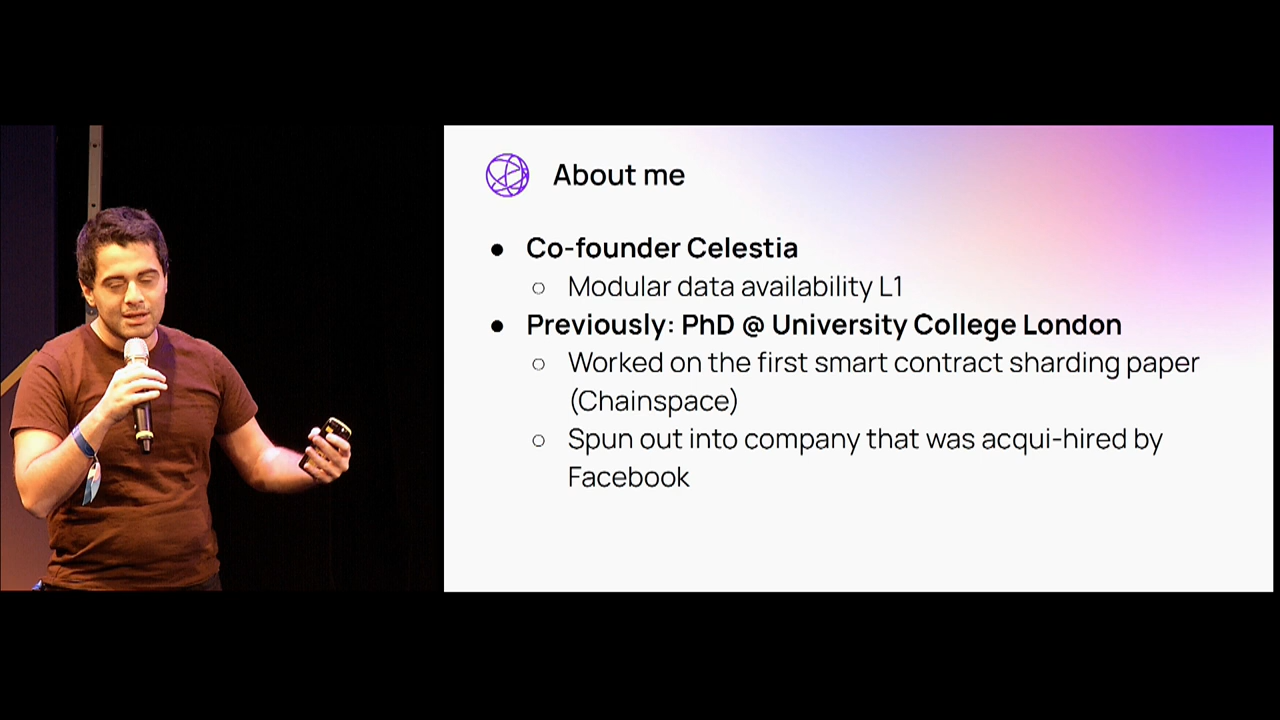 About me
● Co-founder Celestia
○ Modular data availability L1
● Previously: PhD @ University College London
○ Worked on the first smart contract sharding paper
(Chainspace)
○ Spun out into company that was acqui-hired by
Facebook